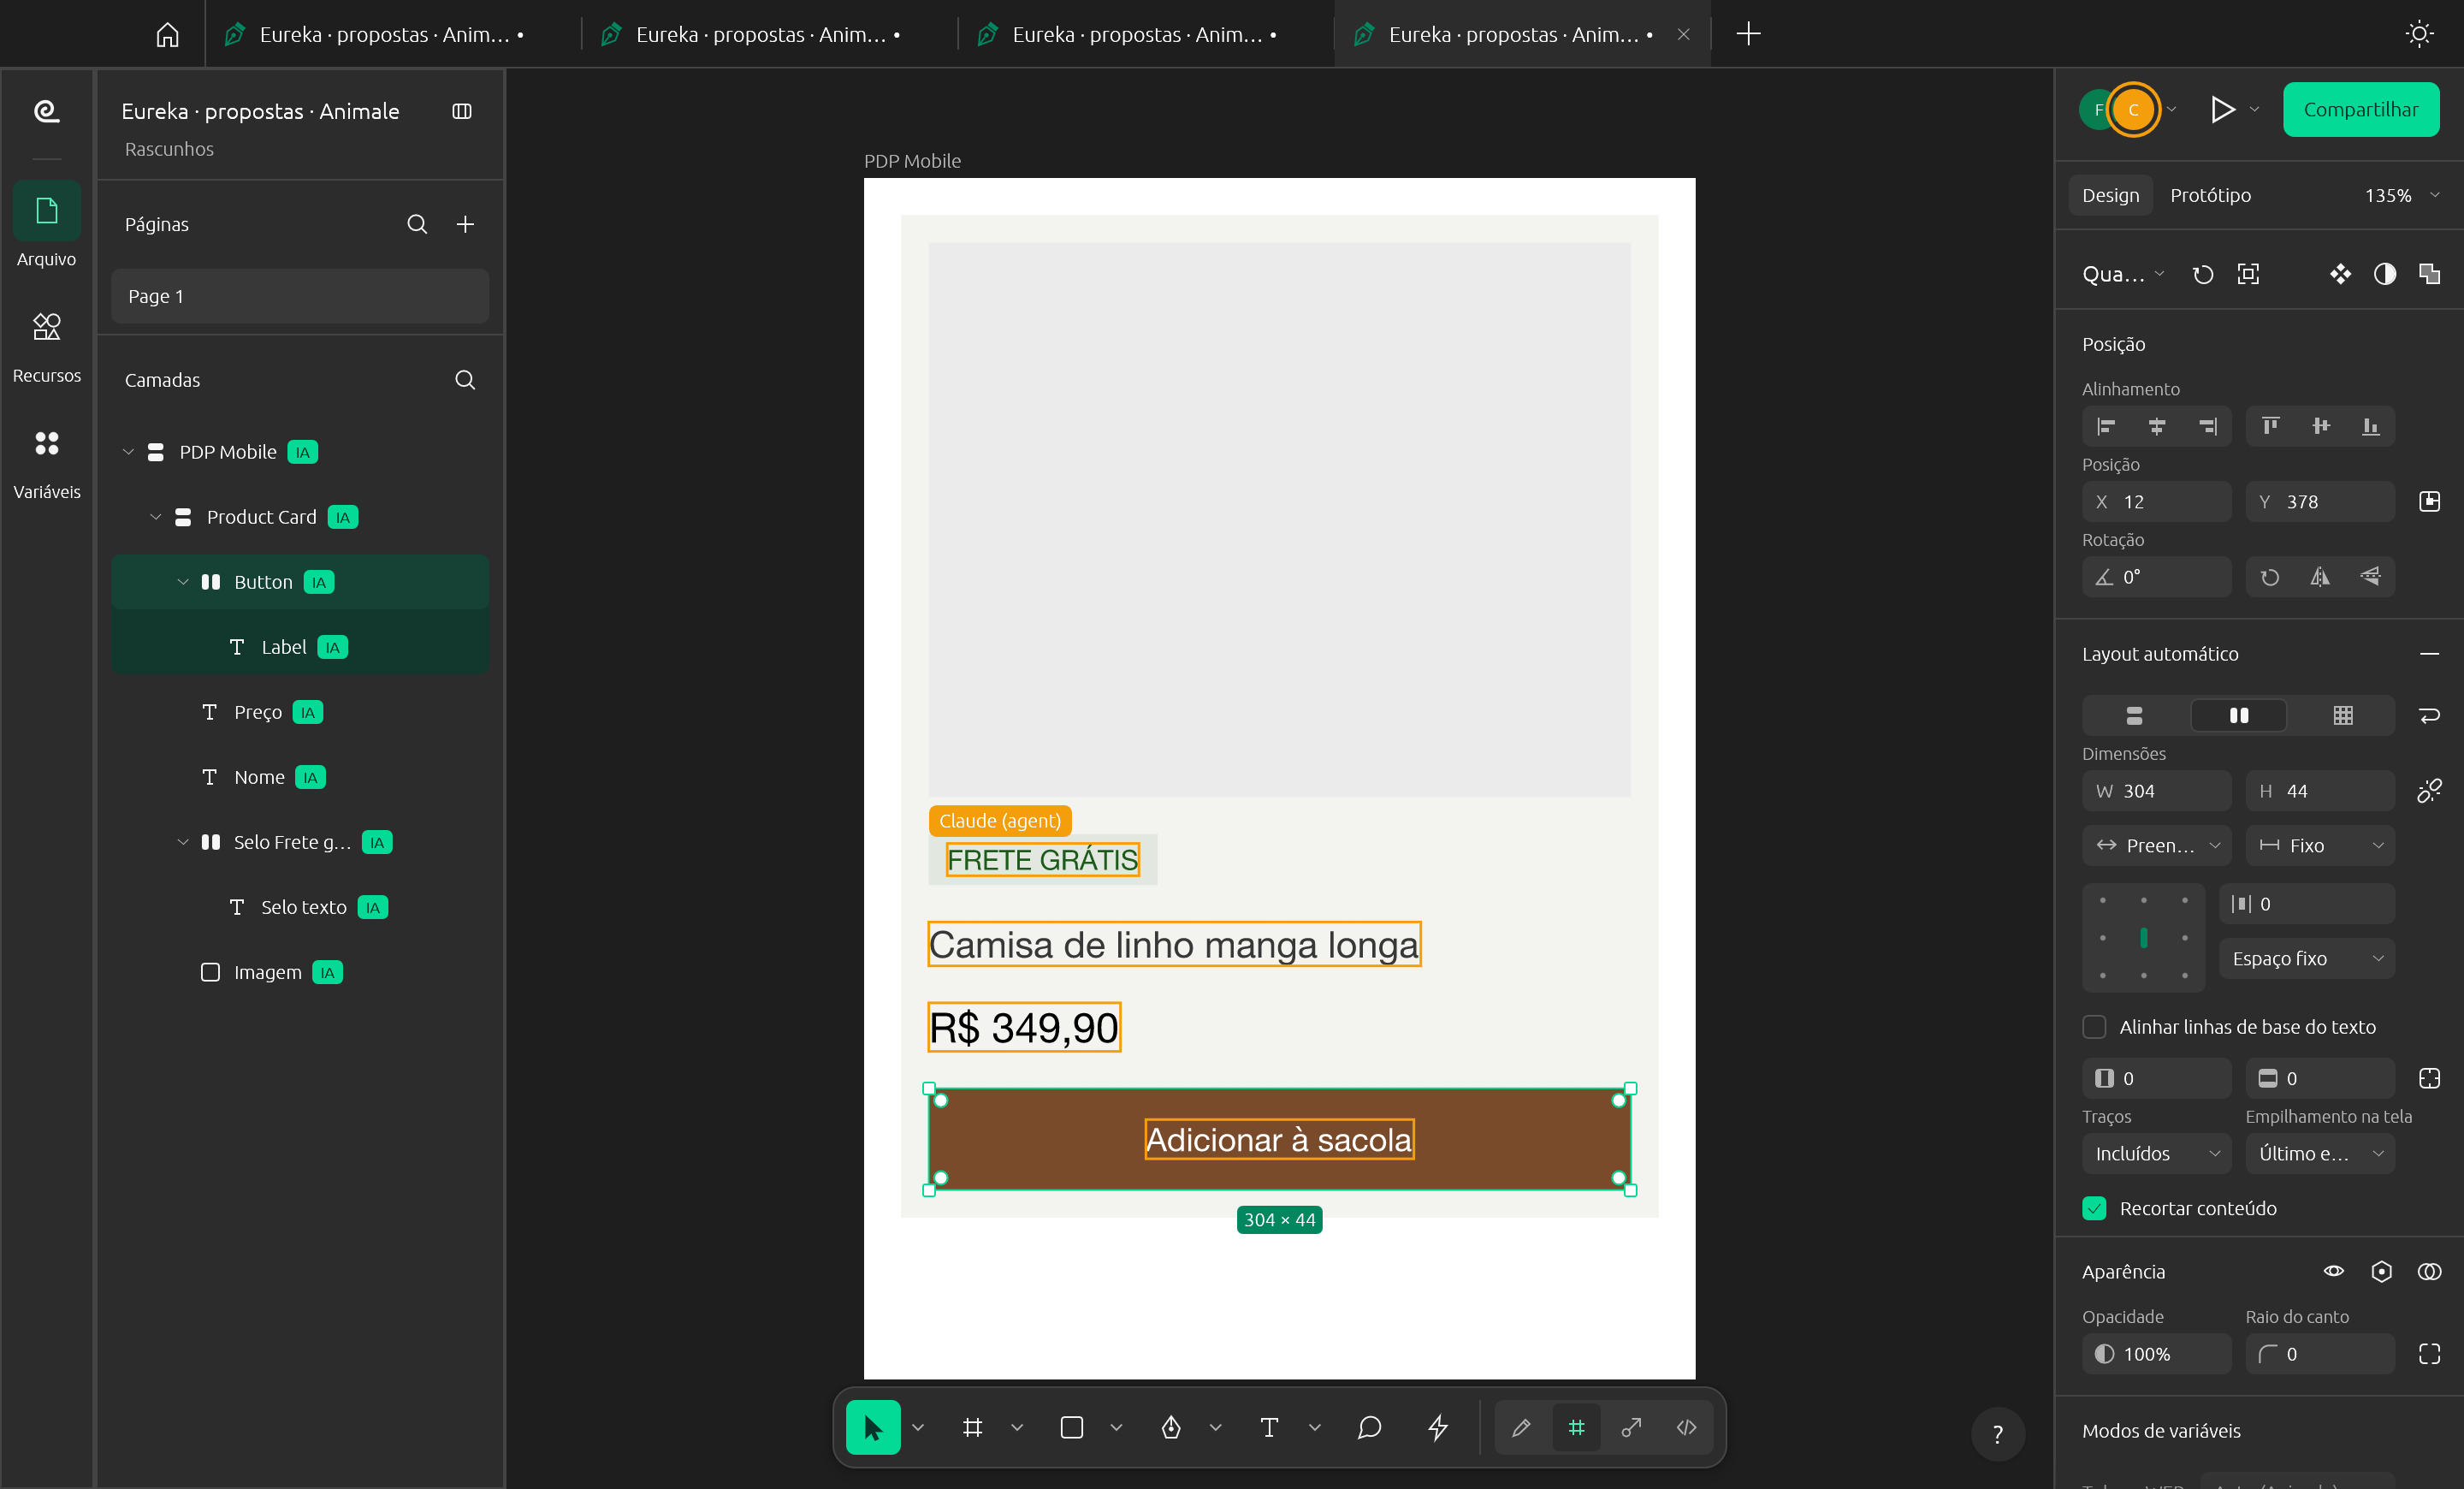 Eureka · propostas · Anim... •
Eureka · propostas · Anim... •
Eureka · propostas · Anim... •
Eureka · propostas · Anim... •
Arquivo
Recursos
Variáveis
Eureka · propostas · Animale
Rascunhos
Páginas
Page 1
Camadas
PDP Mobile IA
Product Card IA
Button IA
Label IA
Preço IA
Nome IA
Selo Frete g... IA
Selo texto IA
Imagem IA
PDP Mobile
Claude (agent)
FRETE GRÁTIS
Camisa de linho manga longa
R$ 349,90
Adicionar à sacola
304 × 44
?
F C
Compartilhar
Design Protótipo 135%
Qua...
Posição
Alinhamento
Posição
X 12 Y 378
Rotação
0°
Layout automático
Dimensões
W 304 H 44
Preen... Fixo
0
Espaço fixo
Alinhar linhas de base do texto
0 0
Traços Empilhamento na tela
Incluídos Último e...
Recortar conteúdo
Aparência
Opacidade Raio do canto
100% 0
Modos de variáveis